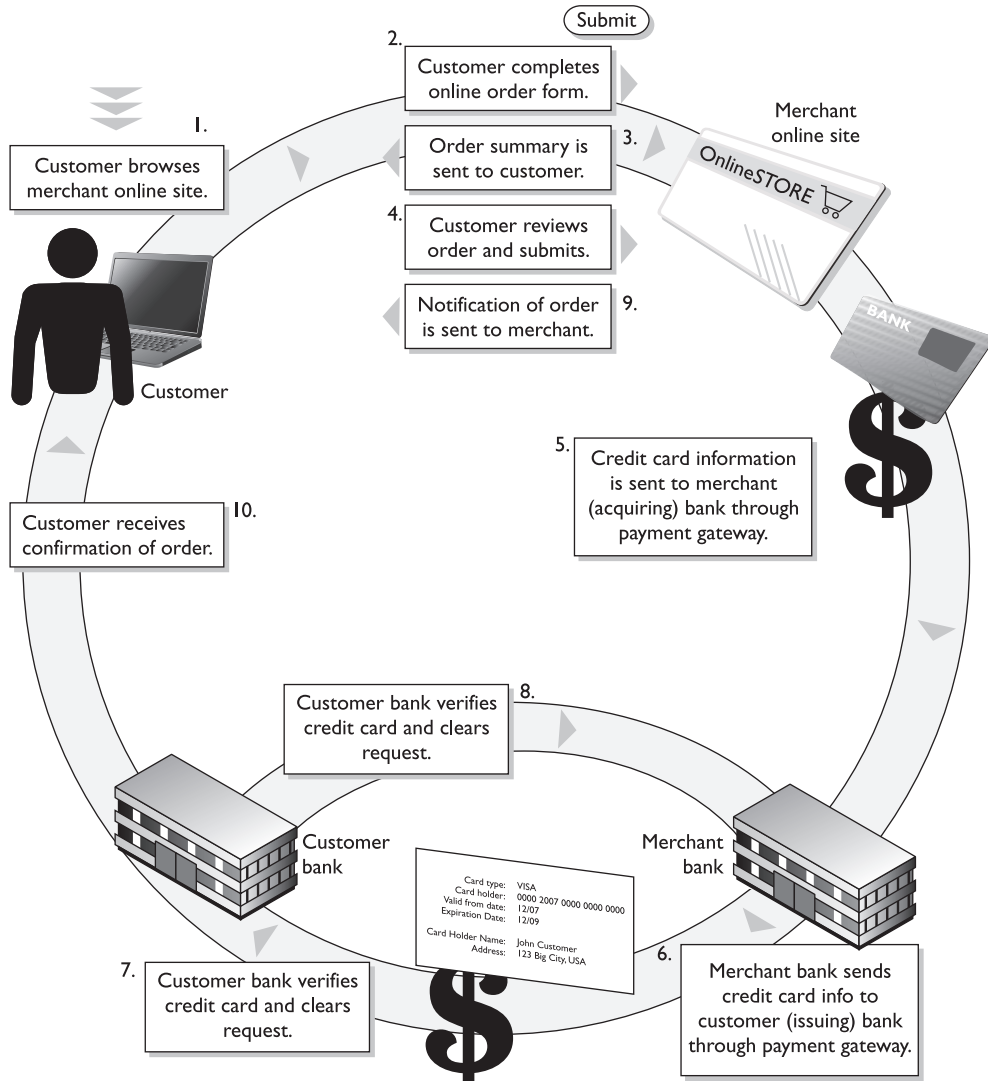 Submit
2.
Customer completes
online order form.
Merchant
online site
1.
Customer browses
merchant online site.
Order summary is
sent to customer.
3.
OnlineSTORE
4.
Customer reviews
order and submits.
Notification of order
is sent to merchant.
9.
BANK
Customer
5.
Credit card information
is sent to merchant
(acquiring) bank through
payment gateway.
10.
Customer receives
confirmation of order.
8.
Customer bank verifies
credit card and clears
request.
Customer
bank
Merchant
bank
Card type: VISA
Card holder: 0000 2007 0000 0000 0000
Valid from date: 12/07
Expiration Date: 12/09
Card Holder Name: John Customer
Address: 123 Big City, USA
$
$
7.
Customer bank verifies
credit card and clears
request.
6.
Merchant bank sends
credit card info to
customer (issuing) bank
through payment gateway.